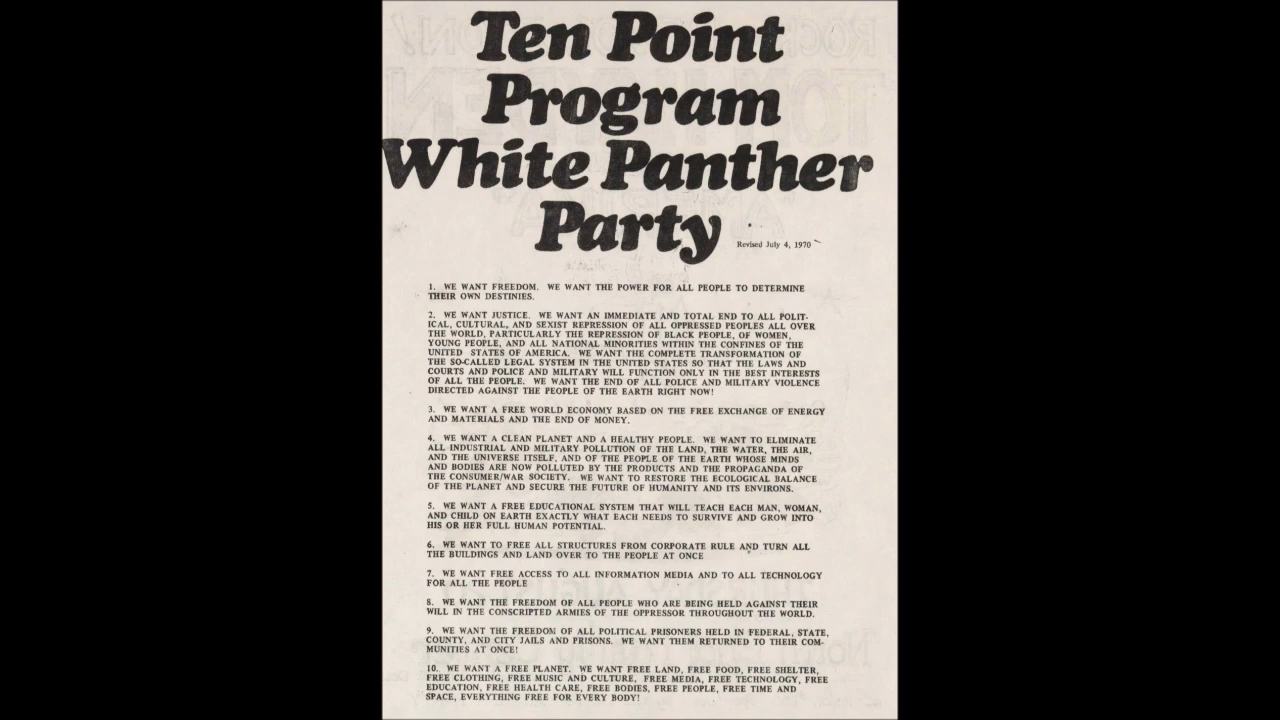 Ten Point
Program
White Panther
Party
Revised July 4, 1970
1. WE WANT FREEDOM. WE WANT THE POWER FOR ALL PEOPLE TO DETERMINE
THEIR OWN DESTINIES.
2. WE WANT JUSTICE. WE WANT AN IMMEDIATE AND TOTAL END TO ALL POLIT-
ICAL, CULTURAL, AND SEXIST REPRESSION OF ALL OPPRESSED PEOPLES ALL OVER
THE WORLD, PARTICULARLY THE REPRESSION OF BLACK PEOPLE, OF WOMEN,
YOUNG PEOPLE, AND ALL NATIONAL MINORITIES WITHIN THE CONFINES OF THE
UNITED STATES OF AMERICA. WE WANT THE COMPLETE TRANSFORMATION OF
THE SO-CALLED LEGAL SYSTEM IN THE UNITED STATES SO THAT THE LAWS AND
COURTS AND POLICE AND MILITARY WILL FUNCTION ONLY IN THE BEST INTERESTS
OF ALL THE PEOPLE. WE WANT THE END OF ALL POLICE AND MILITARY VIOLENCE
DIRECTED AGAINST THE PEOPLE OF THE EARTH RIGHT NOW!
3. WE WANT A FREE WORLD ECONOMY BASED ON THE FREE EXCHANGE OF ENERGY
AND MATERIALS AND THE END OF MONEY.
4. WE WANT A CLEAN PLANET AND A HEALTHY PEOPLE. WE WANT TO ELIMINATE
ALL INDUSTRIAL AND MILITARY POLLUTION OF THE LAND, THE WATER, THE AIR,
AND THE UNIVERSE ITSELF, AND OF THE PEOPLE OF THE EARTH WHOSE MINDS
AND BODIES ARE NOW POLLUTED BY THE PRODUCTS AND THE PROPAGANDA OF
THE CONSUMER/WAR SOCIETY. WE WANT TO RESTORE THE ECOLOGICAL BALANCE
OF THE PLANET AND SECURE THE FUTURE OF HUMANITY AND ITS ENVIRONS.
5. WE WANT A FREE EDUCATIONAL SYSTEM THAT WILL TEACH EACH MAN, WOMAN,
AND CHILD ON EARTH EXACTLY WHAT EACH NEEDS TO SURVIVE AND GROW INTO
HIS OR HER FULL HUMAN POTENTIAL.
6. WE WANT TO FREE ALL STRUCTURES FROM CORPORATE RULE AND TURN ALL
THE BUILDINGS AND LAND OVER TO THE PEOPLE AT ONCE
7. WE WANT FREE ACCESS TO ALL INFORMATION MEDIA AND TO ALL TECHNOLOGY
FOR ALL THE PEOPLE
8. WE WANT THE FREEDOM OF ALL PEOPLE WHO ARE BEING HELD AGAINST THEIR
WILL IN THE CONSCRIPTED ARMIES OF THE OPPRESSOR THROUGHOUT THE WORLD.
9. WE WANT THE FREEDOM OF ALL POLITICAL PRISONERS HELD IN FEDERAL, STATE,
COUNTY, AND CITY JAILS AND PRISONS. WE WANT THEM RETURNED TO THEIR COM-
MUNITIES AT ONCE!
10. WE WANT A FREE PLANET. WE WANT FREE LAND, FREE FOOD, FREE SHELTER,
FREE CLOTHING, FREE MUSIC AND CULTURE, FREE MEDIA, FREE TECHNOLOGY, FREE
EDUCATION, FREE HEALTH CARE, FREE BODIES, FREE PEOPLE, FREE TIME AND
SPACE, EVERYTHING FREE FOR EVERY BODY!